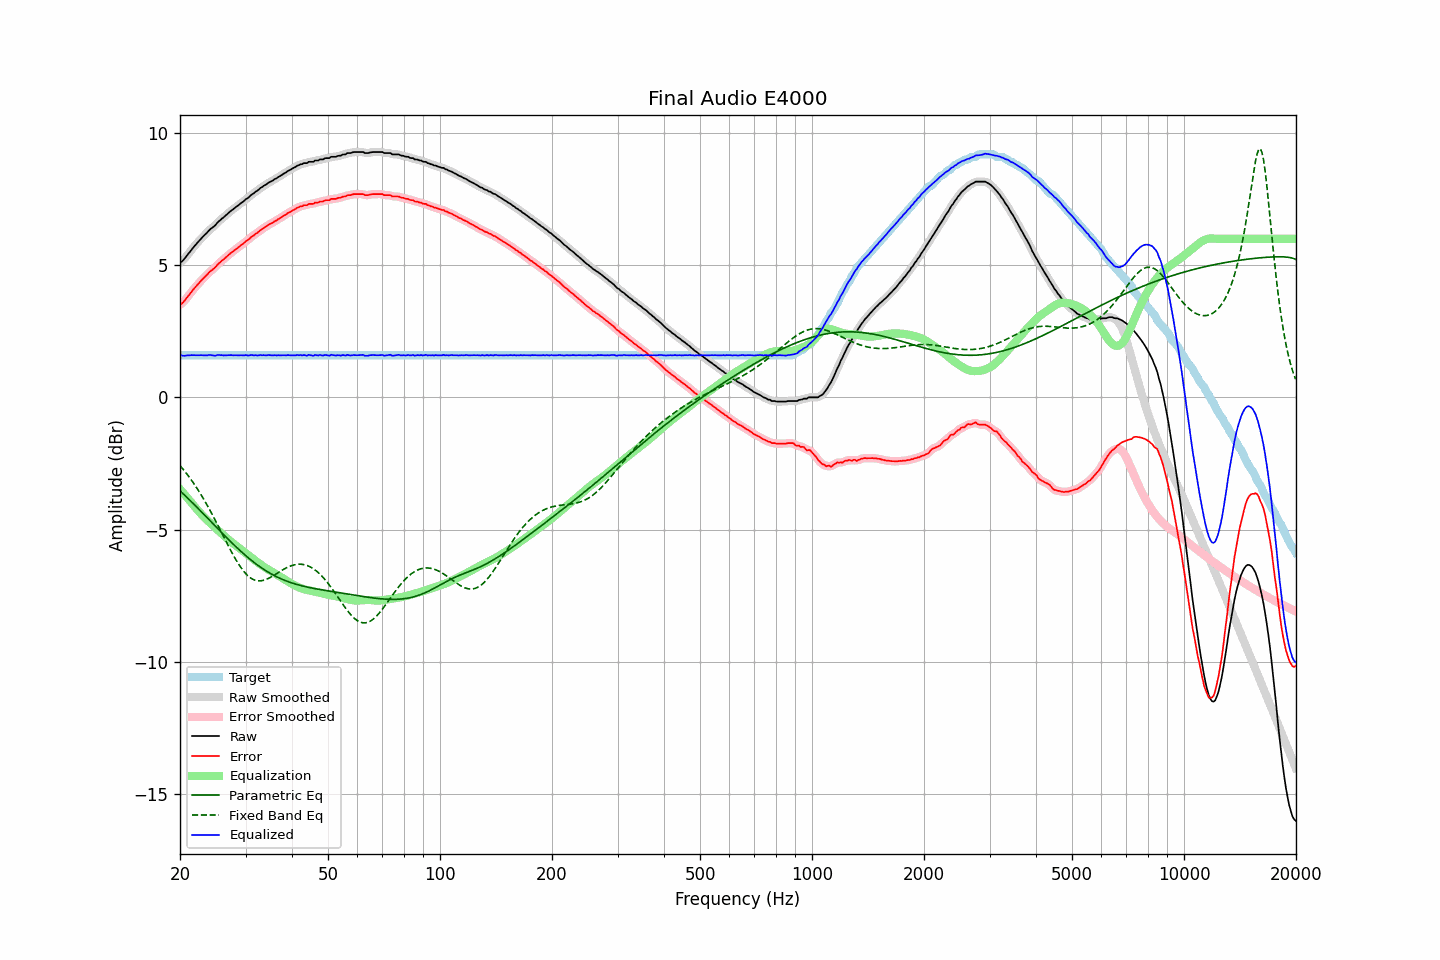 Final Audio E4000
10
5
0
−5
−10
−15
Amplitude (dBr)
Target
Raw Smoothed
Error Smoothed
Raw
Error
Equalization
Parametric Eq
Fixed Band Eq
Equalized
20
50
100
200
500
1000
2000
5000
10000
20000
Frequency (Hz)